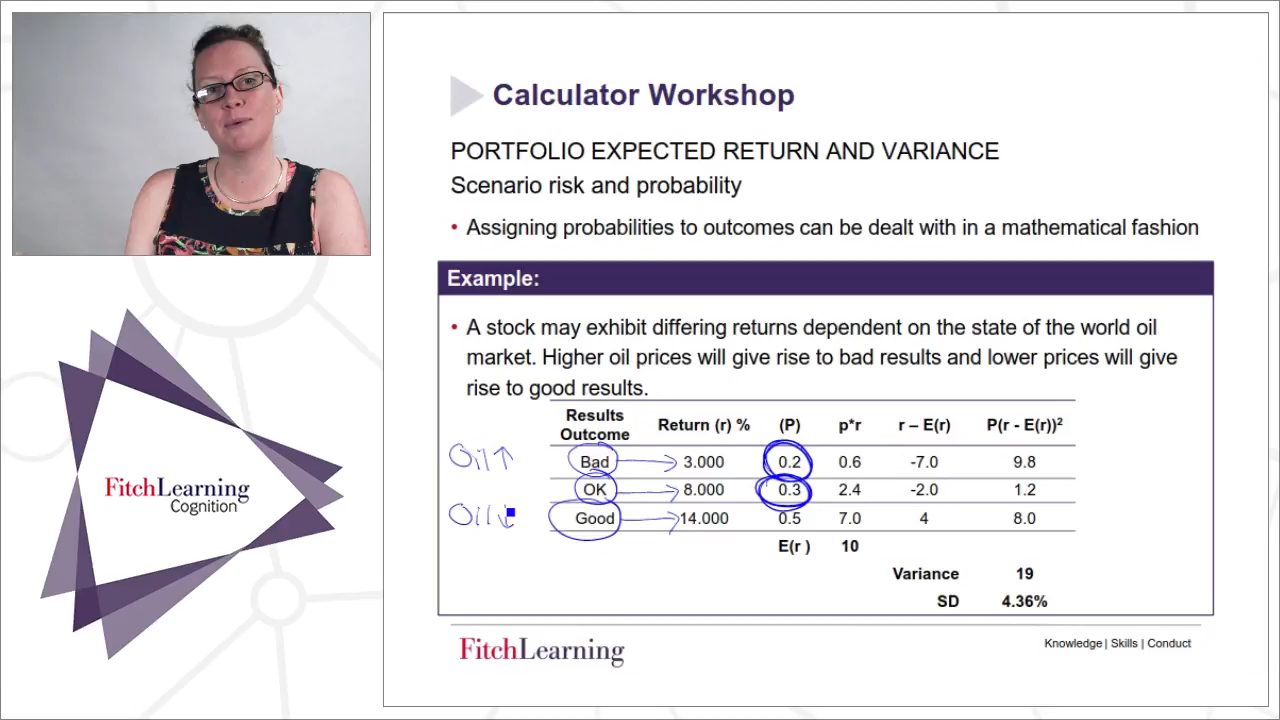 Calculator Workshop
PORTFOLIO EXPECTED RETURN AND VARIANCE
Scenario risk and probability
• Assigning probabilities to outcomes can be dealt with in a mathematical fashion
Example:
• A stock may exhibit differing returns dependent on the state of the world oil
market. Higher oil prices will give rise to bad results and lower prices will give
rise to good results.
Results Outcome Return (r) % (P) p*r r – E(r) P(r - E(r))²
Oil↑ Bad 3.000 0.2 0.6 -7.0 9.8
OK 8.000 0.3 2.4 -2.0 1.2
Oil↓ Good 14.000 0.5 7.0 4 8.0
E(r ) 10
Variance 19
SD 4.36%
FitchLearning
Cognition
FitchLearning
Knowledge | Skills | Conduct